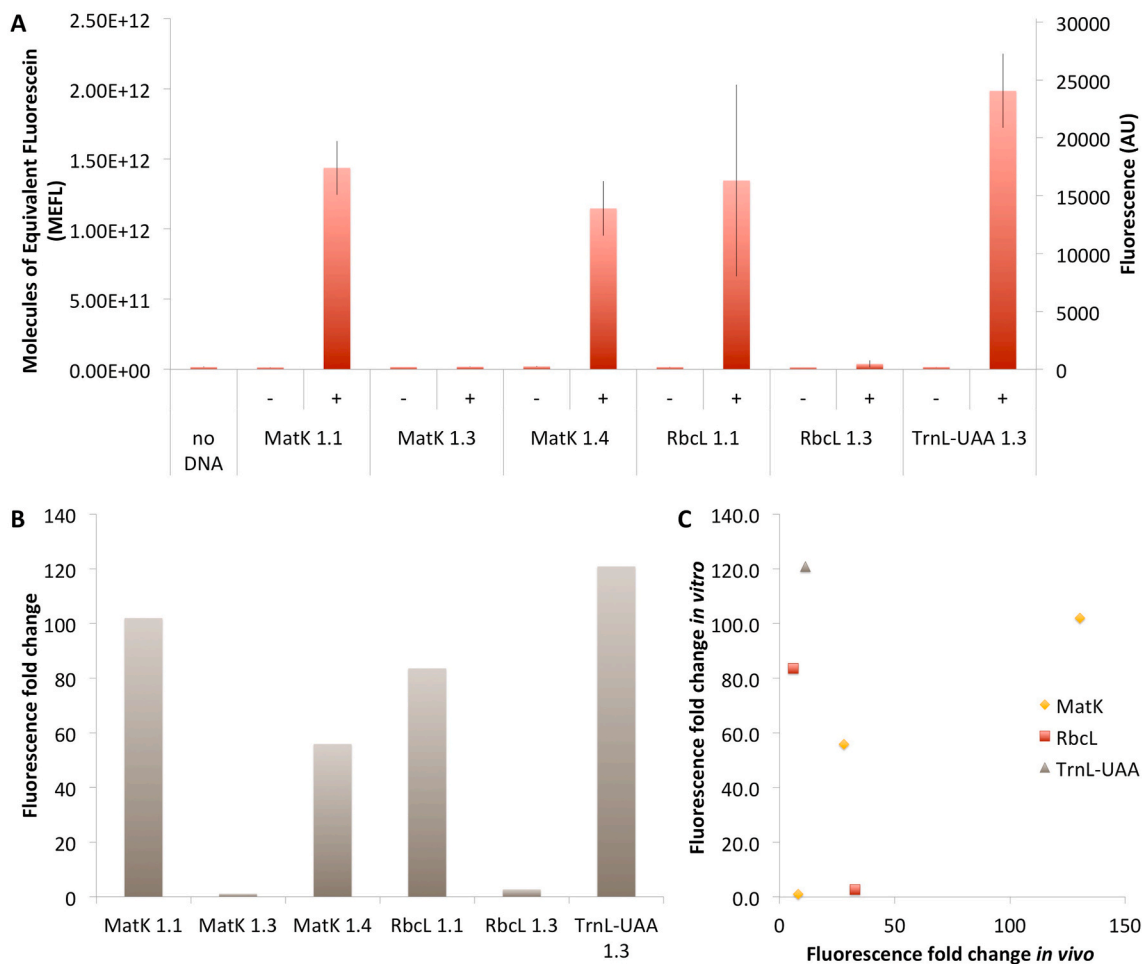 A
Molecules of Equivalent FLuorescein
(MEFL)
2.50E+12
2.00E+12
1.50E+12
1.00E+12
5.00E+11
0.00E+00
30000
25000
20000
15000
10000
5000
0
Fluorescence (AU)
- + - + - + - + - + - +
no MatK 1.1 MatK 1.3 MatK 1.4 RbcL 1.1 RbcL 1.3 TrnL-UAA 1.3
DNA
B
Fluorescence fold change
140
120
100
80
60
40
20
0
MatK 1.1 MatK 1.3 MatK 1.4 RbcL 1.1 RbcL 1.3 TrnL-UAA
1.3
C
Fluorescence fold change in vitro
140.0
120.0
100.0
80.0
60.0
40.0
20.0
0.0
0 50 100 150
Fluorescence fold change in vivo
MatK
RbcL
TrnL-UAA